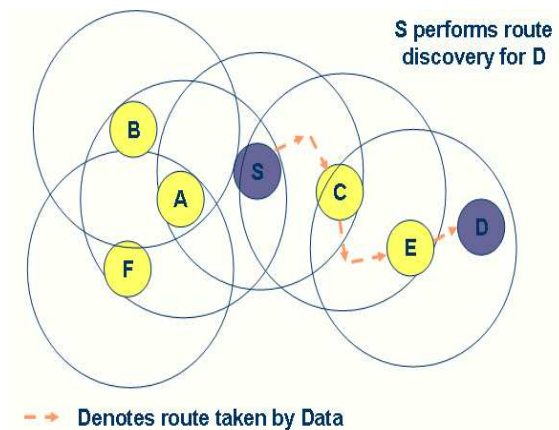 S performs route
discovery for D
B
S
A
C
D
E
F
Denotes route taken by Data